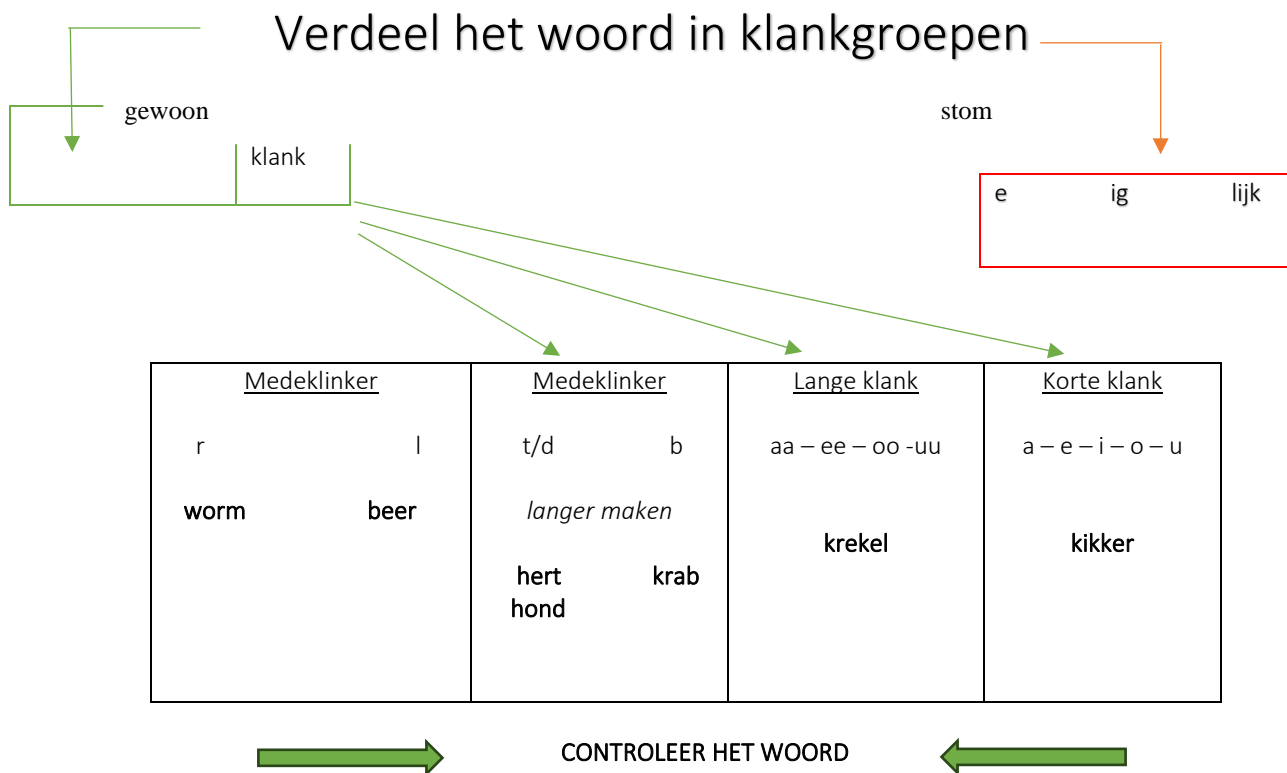 Verdeel het woord in klankgroepen
gewoon
stom
klank
e ig lijk
Medeklinker
r l
worm beer
Medeklinker
t/d b
langer maken
hert krab
hond
Lange klank
aa – ee – oo -uu
krekel
Korte klank
a – e – i – o – u
kikker
CONTROLEER HET WOORD